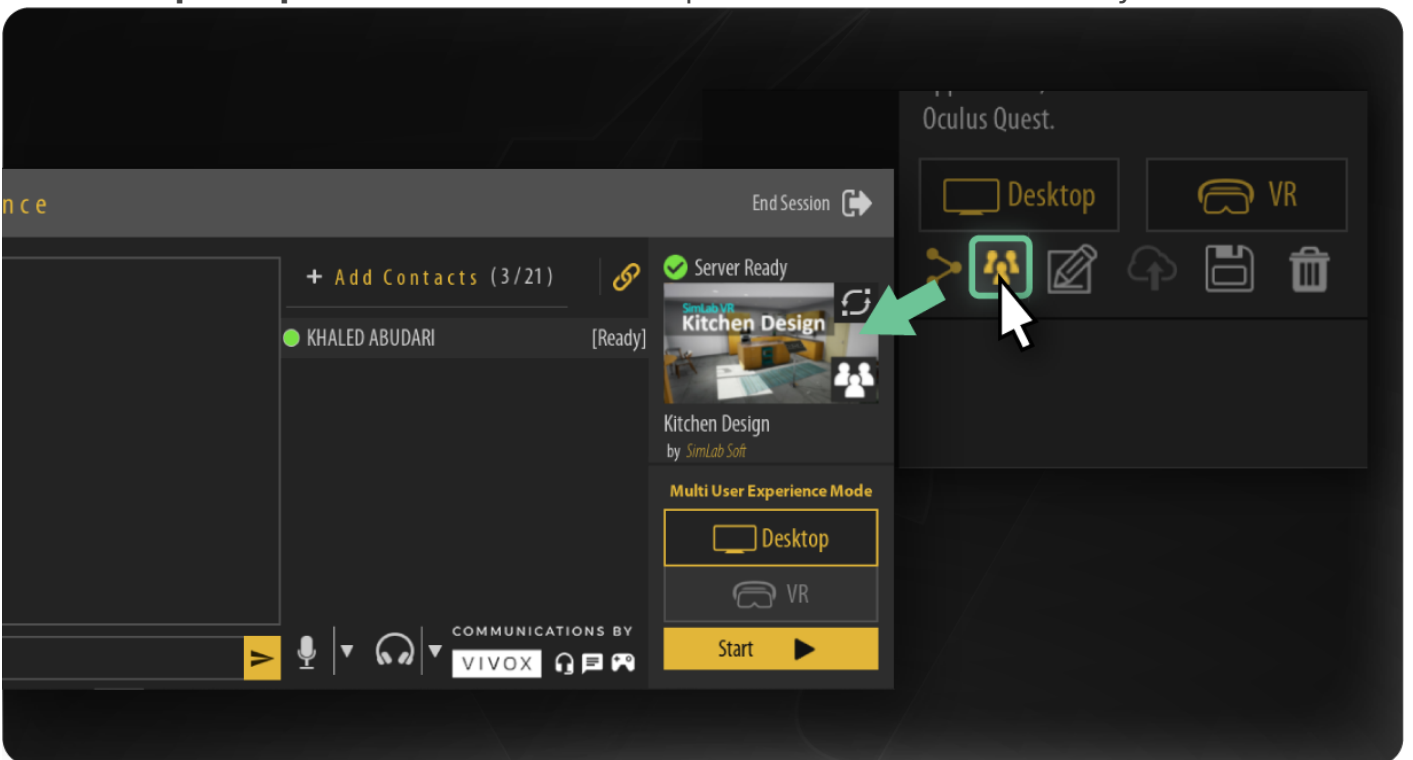 Oculus Quest.
Desktop
VR
nce
End Session
+ Add Contacts (3/21)
Server Ready
SimLab VR
Kitchen Design
KHALED ABUDARI [Ready]
Kitchen Design
by SimLab Soft
Multi User Experience Mode
Desktop
VR
Start
COMMUNICATIONS BY
VIVOX